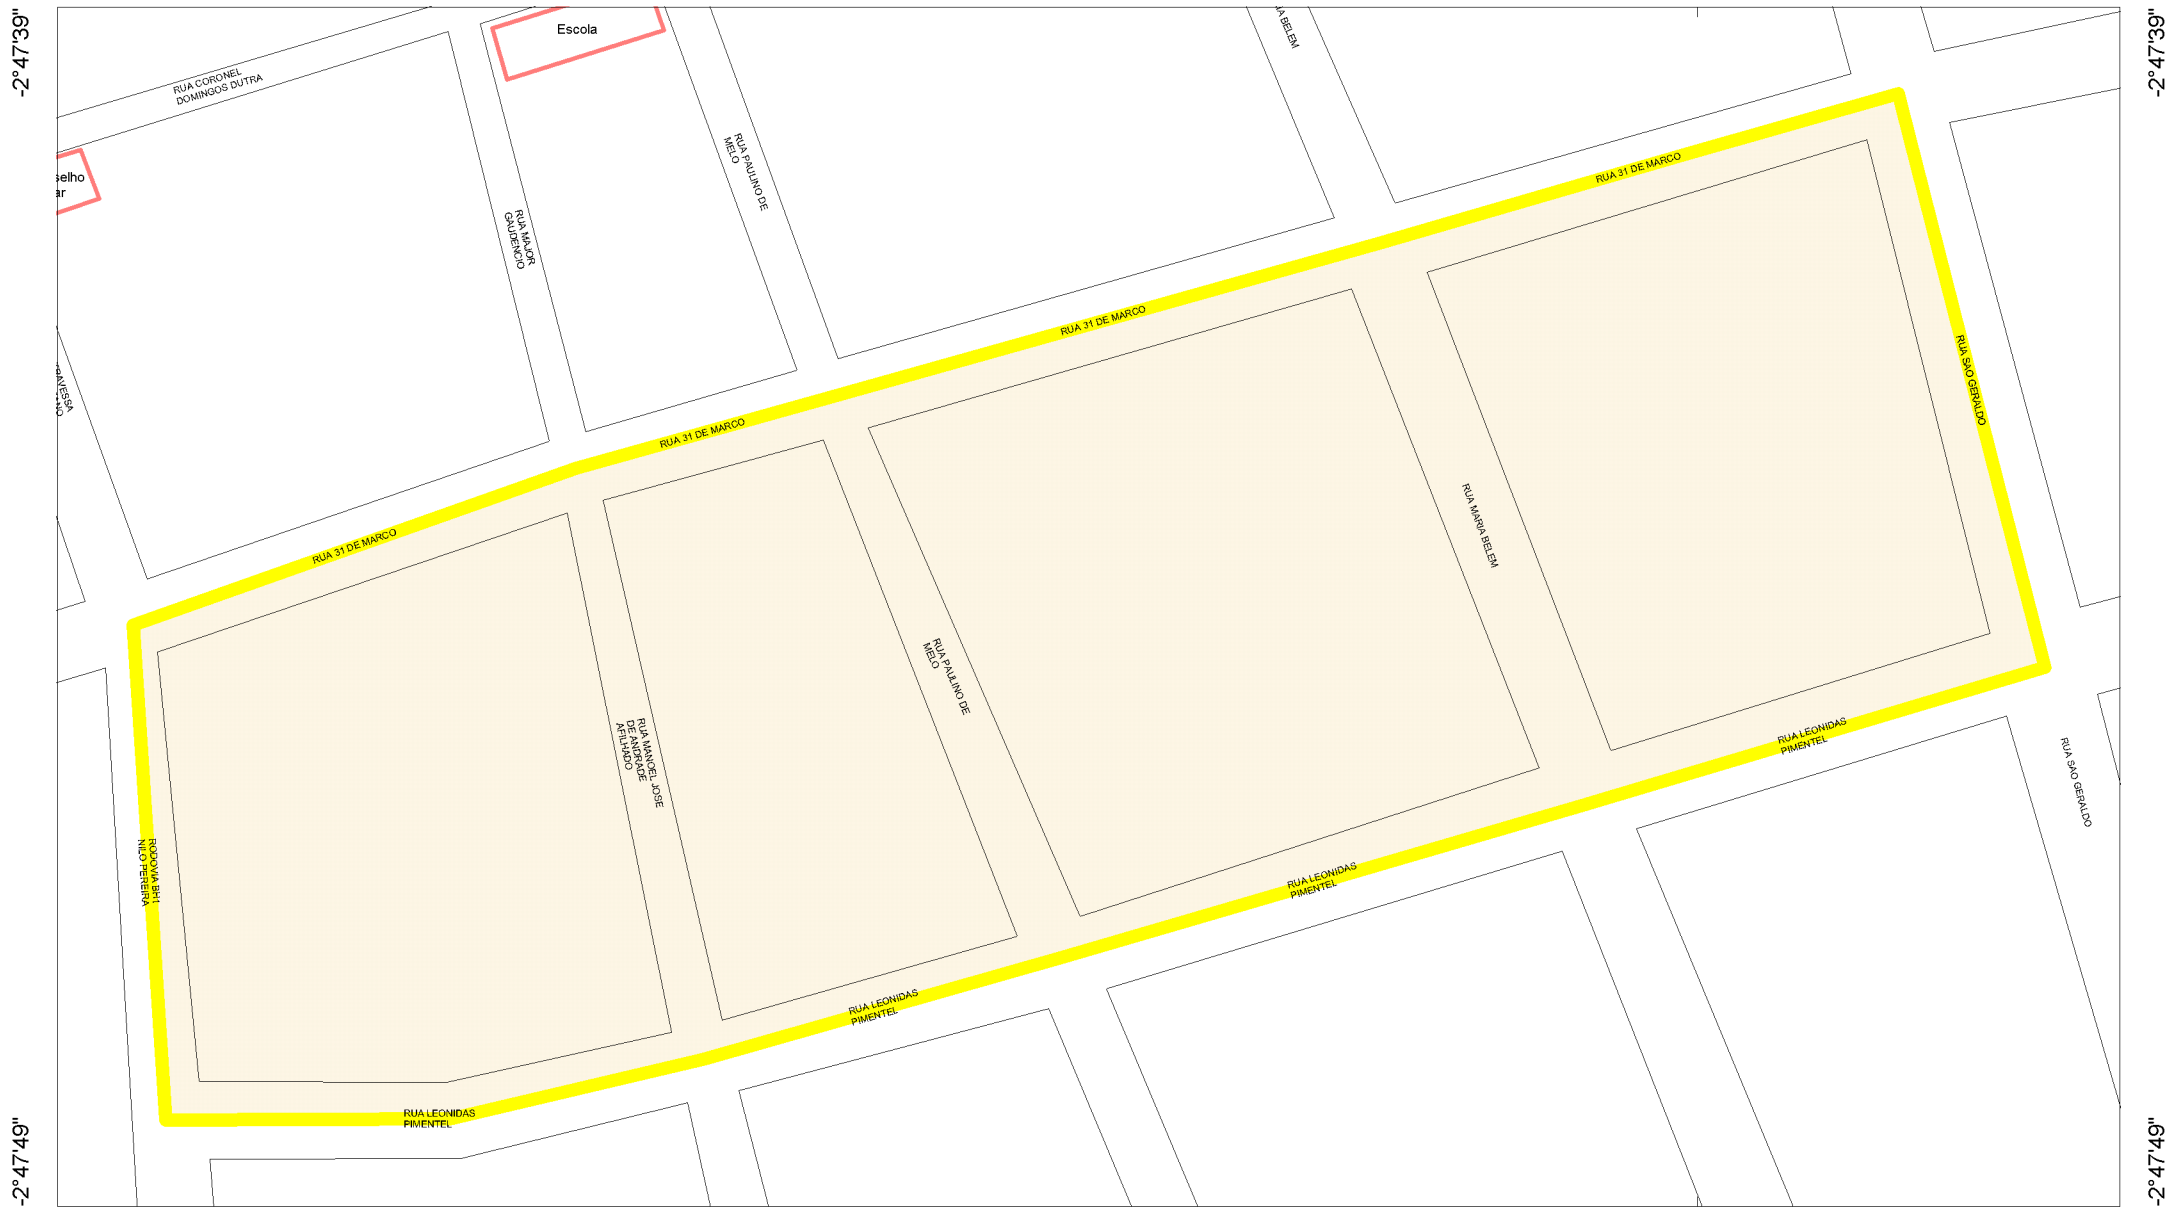 -2°47'39"
-2°47'39"
Escola
RUA CORONEL
DOMINGOS DUTRA
IA BELEM
RUA PAULINO DE
MELO
selho
ar
RUA MAJOR
GAUDENCIO
RUA 31 DE MARCO
RUA 31 DE MARCO
RUA 31 DE MARCO
RUA 31 DE MARCO
RAVESSA
RUA SAO GERALDO
RUA MARIA BELEM
RUA PAULINO DE
MELO
RUA MANOEL JOSE
DE ANDRADE
AFILHADO
RODOVIA BH1
NILO PEREIRA
RUA LEONIDAS
PIMENTEL
RUA SAO GERALDO
RUA LEONIDAS
PIMENTEL
RUA LEONIDAS
PIMENTEL
RUA LEONIDAS
PIMENTEL
-2°47'49"
-2°47'49"